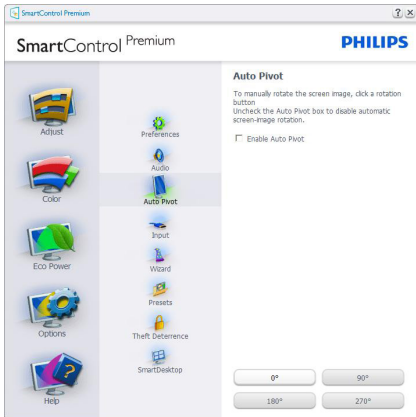 SmartControl Premium
SmartControl Premium
PHILIPS
Adjust
Color
Eco Power
Options
Help
Preferences
Audio
Auto Pivot
Input
Wizard
Presets
Theft Deterrence
SmartDesktop
Auto Pivot
To manually rotate the screen image, click a rotation
button
Uncheck the Auto Pivot box to disable automatic
screen-image rotation.
Enable Auto Pivot
0°
90°
180°
270°